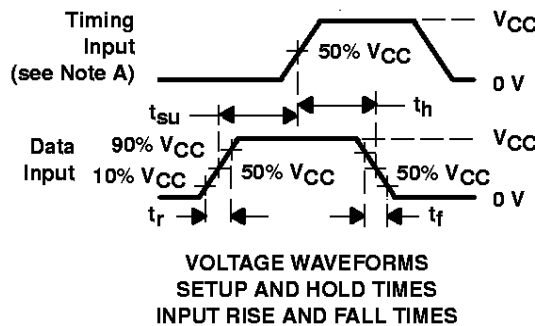 Timing
Input
(see Note A)
50% VCC
VCC
0 V
tsu
th
Data
Input
90% VCC
10% VCC
50% VCC
50% VCC
VCC
0 V
tr
tf
VOLTAGE WAVEFORMS
SETUP AND HOLD TIMES
INPUT RISE AND FALL TIMES